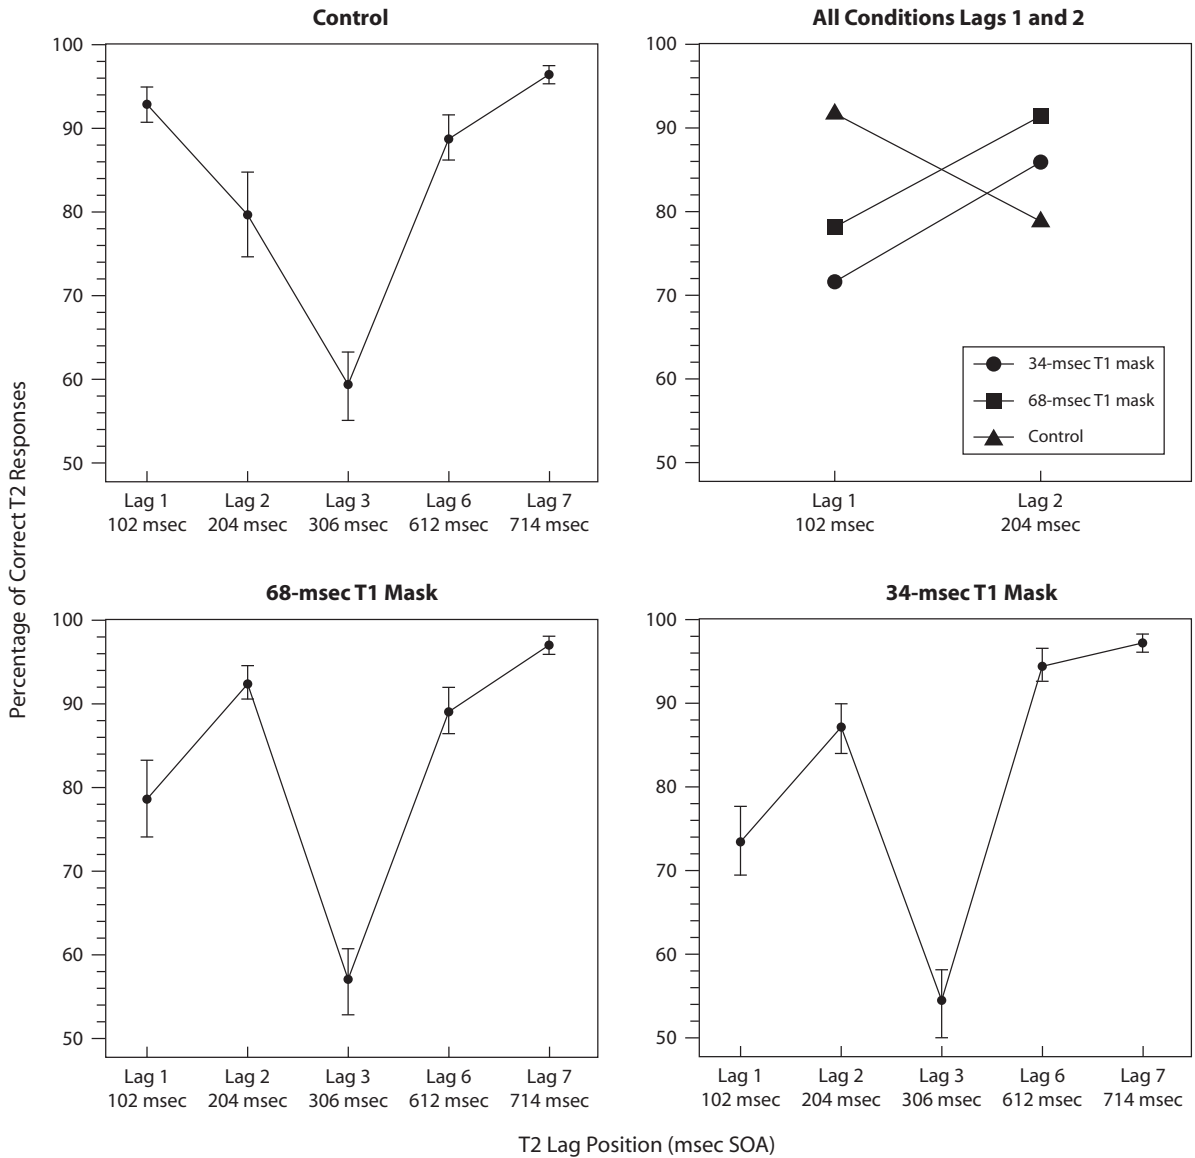 Control
100
90
80
70
60
50
Lag 1
102 msec
Lag 2
204 msec
Lag 3
306 msec
Lag 6
612 msec
Lag 7
714 msec
All Conditions Lags 1 and 2
100
90
80
70
60
50
34-msec T1 mask
68-msec T1 mask
Control
Lag 1
102 msec
Lag 2
204 msec
Percentage of Correct T2 Responses
68-msec T1 Mask
100
90
80
70
60
50
Lag 1
102 msec
Lag 2
204 msec
Lag 3
306 msec
Lag 6
612 msec
Lag 7
714 msec
34-msec T1 Mask
100
90
80
70
60
50
Lag 1
102 msec
Lag 2
204 msec
Lag 3
306 msec
Lag 6
612 msec
Lag 7
714 msec
T2 Lag Position (msec SOA)